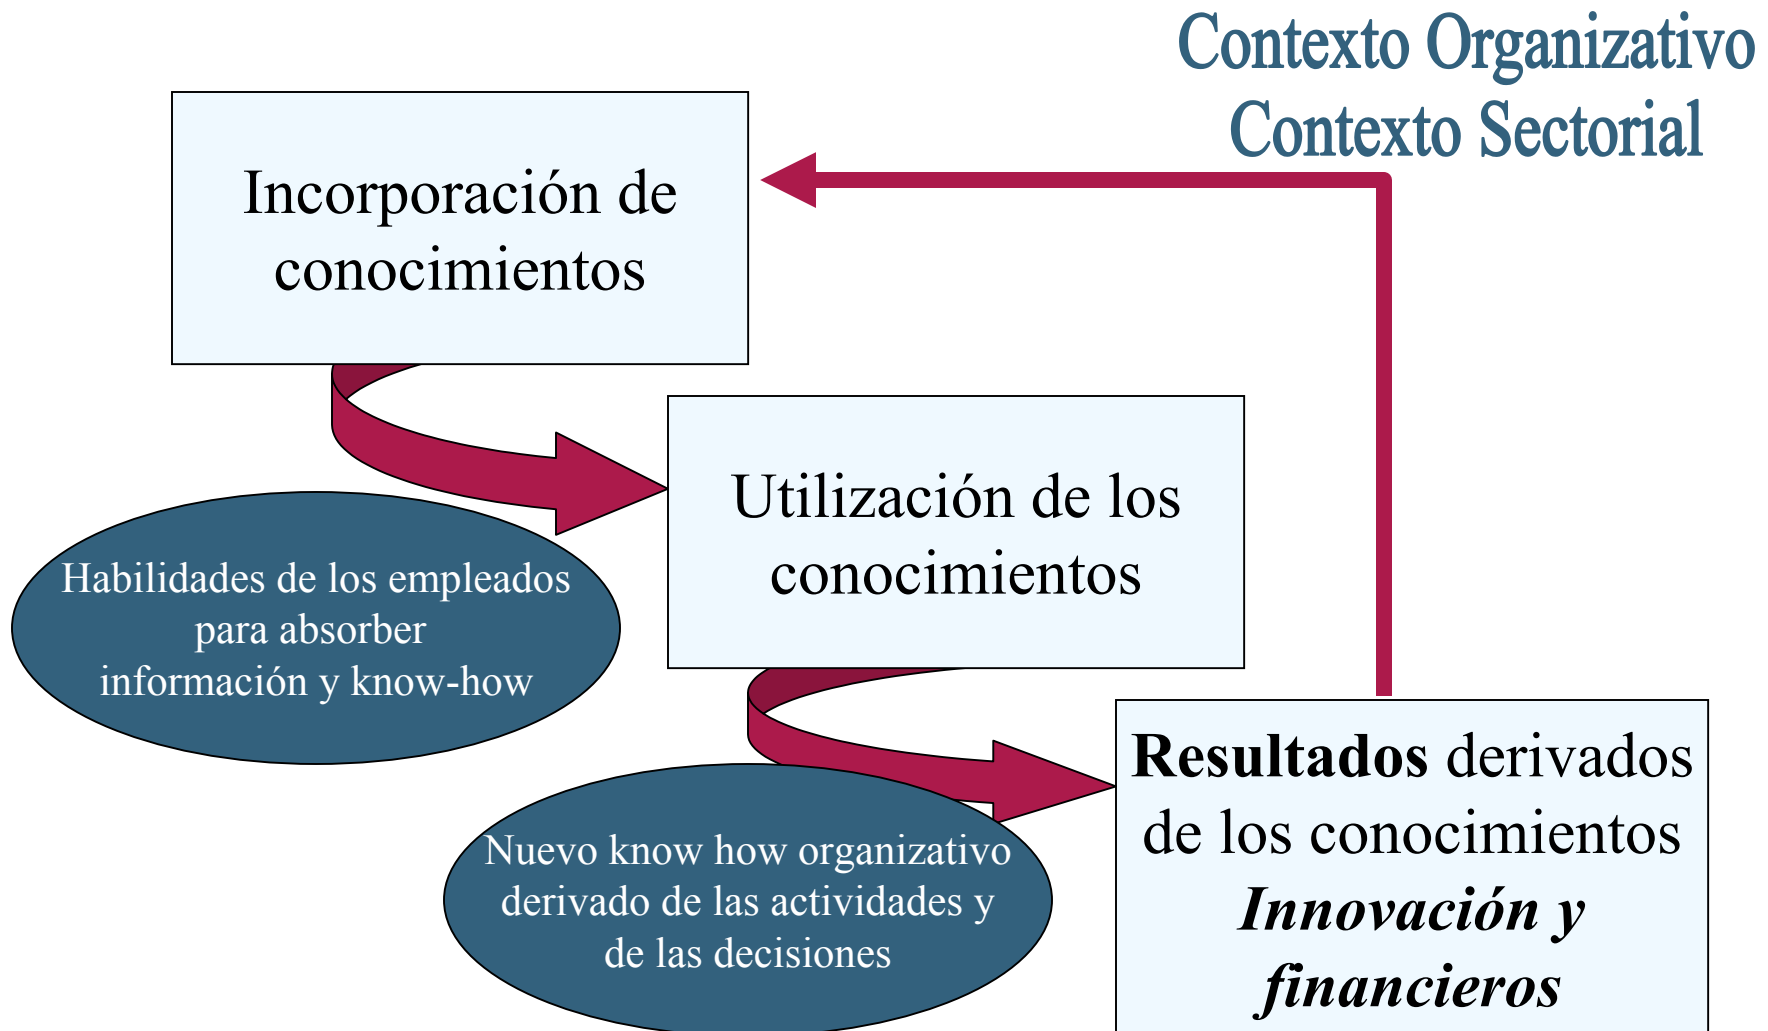 Contexto Organizativo
Contexto Sectorial
Incorporación de
conocimientos
Utilización de los
conocimientos
Habilidades de los empleados
para absorber
información y know-how
Resultados derivados
de los conocimientos
Innovación y
financieros
Nuevo know how organizativo
derivado de las actividades y
de las decisiones